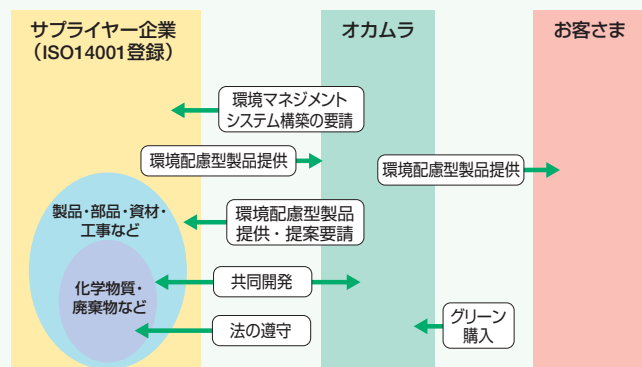 サプライヤー企業
（ISO14001登録）
オカムラ
お客さま
環境マネジメント
システム構築の要請
環境配慮型製品提供
環境配慮型製品提供
製品・部品・資材・
工事など
環境配慮型製品
提供・提案要請
化学物質・
廃棄物など
共同開発
法の遵守
グリーン
購入